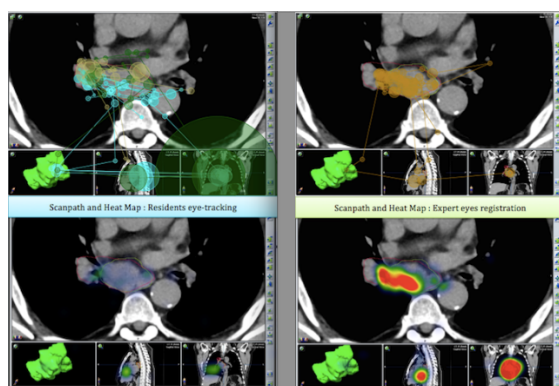 Scanpath and Heat Map : Residents eye-tracking
Scanpath and Heat Map : Expert eyes registration